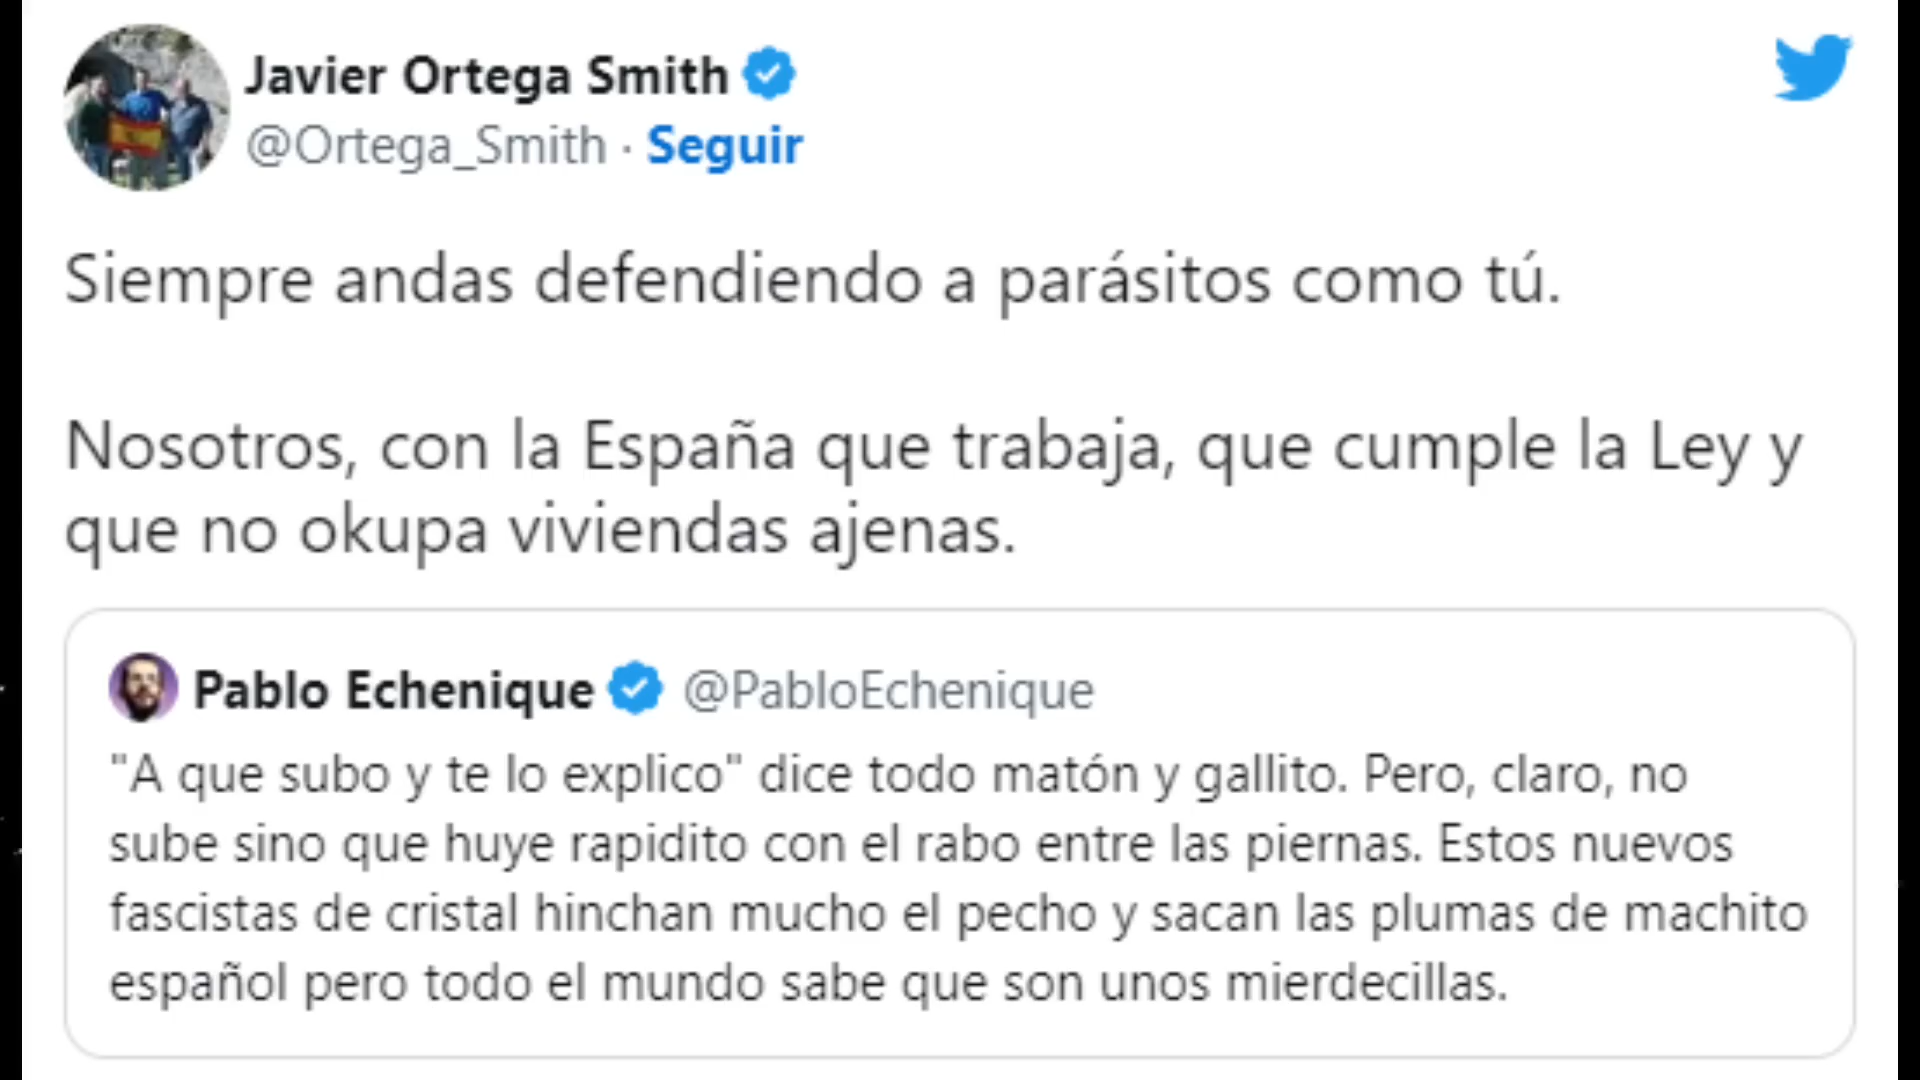 Javier Ortega Smith
@Ortega_Smith · Seguir
Siempre andas defendiendo a parásitos como tú.
Nosotros, con la España que trabaja, que cumple la Ley y
que no okupa viviendas ajenas.
Pablo Echenique @PabloEchenique
"A que subo y te lo explico" dice todo matón y gallito. Pero, claro, no
sube sino que huye rapidito con el rabo entre las piernas. Estos nuevos
fascistas de cristal hinchan mucho el pecho y sacan las plumas de machito
español pero todo el mundo sabe que son unos mierdecillas.